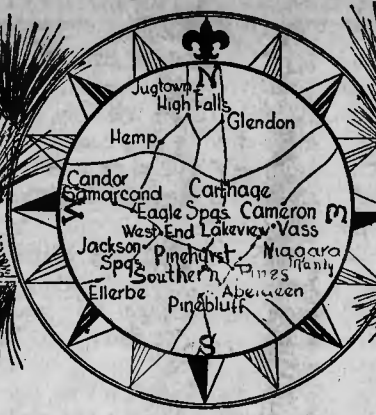 N
Jugtown
High Falls
Glendon
Hemp
Candor
Samarcand
Carthage
W
Eagle Spgs.
Cameron
E
West End
Lakeview
Vass
Jackson
Spgs
Pinehurst
Niagara
Manly
Southern
Pines
Ellerbe
Aberdeen
Pinebluff
S